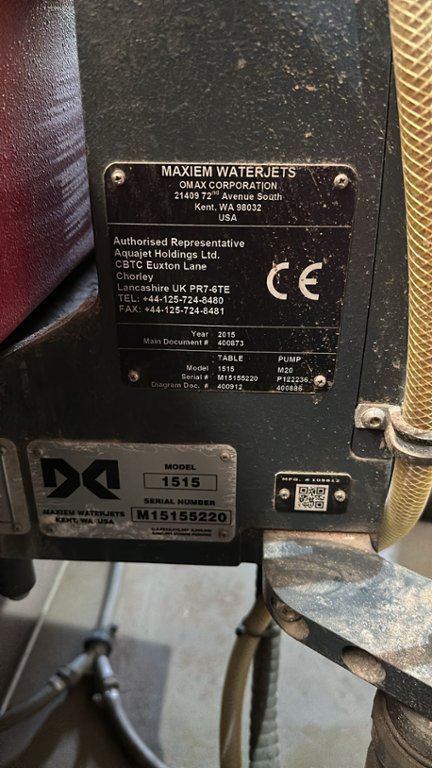 MAXIEM WATERJETS
OMAX CORPORATION
21409 72nd Avenue South
Kent, WA 98032
USA
Authorised Representative
Aquajet Holdings Ltd.
CBTC Euxton Lane
Chorley
Lancashire UK PR7-6TE
TEL: +44-125-724-8480
FAX: +44-125-724-8481
CE
Year 2015
Main Document # 400873
TABLE PUMP
Model 1515 M20
Serial # M15155220 P122236
Diagram Doc. # 400912 400886
MODEL
1515
SERIAL NUMBER
M15155220
MAXIEM WATERJETS
KENT, WA USA
MFG. # 109812